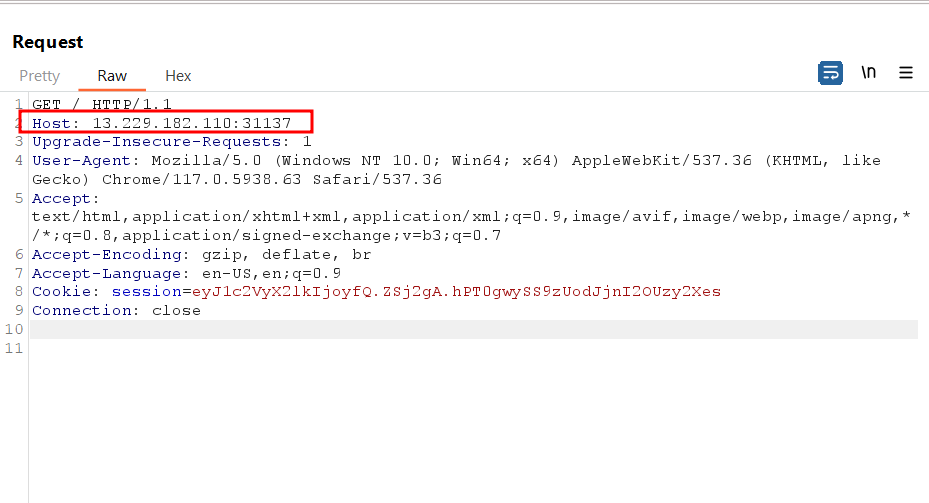 Request
Pretty Raw Hex \n
1 GET / HTTP/1.1
2 Host: 13.229.182.110:31137
3 Upgrade-Insecure-Requests: 1
4 User-Agent: Mozilla/5.0 (Windows NT 10.0; Win64; x64) AppleWebKit/537.36 (KHTML, like
Gecko) Chrome/117.0.5938.63 Safari/537.36
5 Accept:
text/html,application/xhtml+xml,application/xml;q=0.9,image/avif,image/webp,image/apng,*
/*;q=0.8,application/signed-exchange;v=b3;q=0.7
6 Accept-Encoding: gzip, deflate, br
7 Accept-Language: en-US,en;q=0.9
8 Cookie: session=eyJ1c2VyX2lkIjoyfQ.ZSj2gA.hPT0gwySS9zUodJjnI2OUzy2Xes
9 Connection: close
10
11